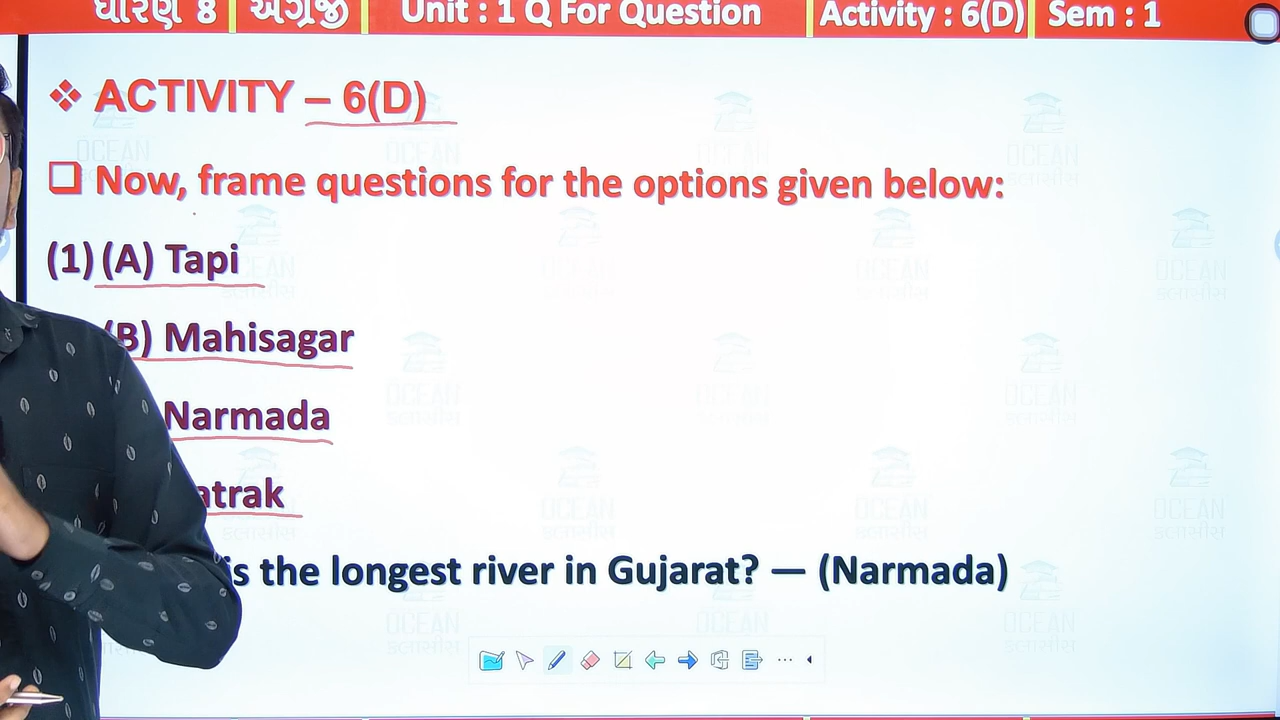 ધોરણ 8 અંગ્રેજી Unit : 1 Q For Question Activity : 6(D) Sem : 1
❖ ACTIVITY – 6(D)
❑ Now, frame questions for the options given below:
(1) (A) Tapi
(B) Mahisagar
Narmada
atrak
is the longest river in Gujarat? — (Narmada)
OCEAN
ક્લાસીસ